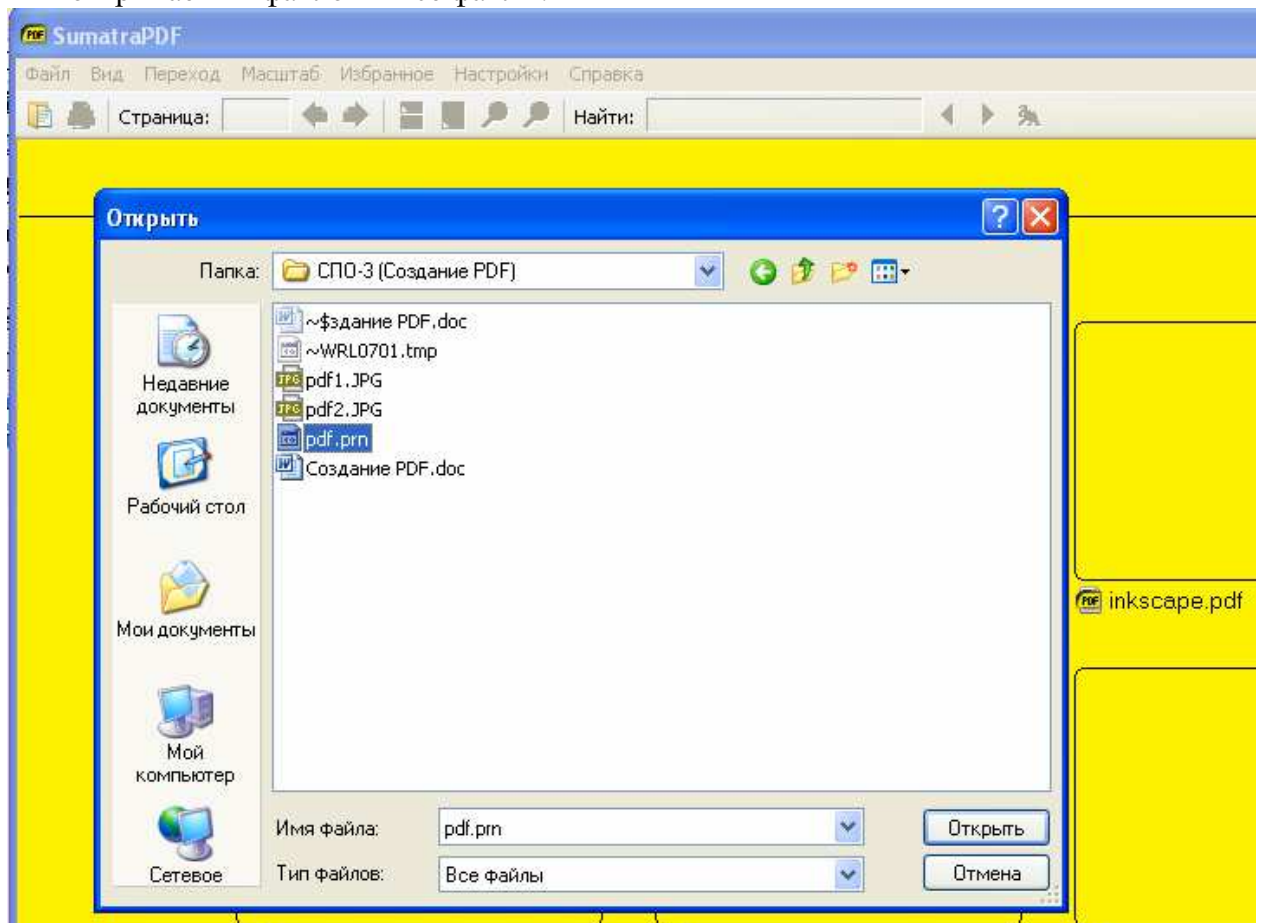 SumatraPDF
Файл Вид Переход Масштаб Избранное Настройки Справка
Страница: Найти:
Открыть
Папка: СПО-3 (Создание PDF)
~$здание PDF.doc
~WRL0701.tmp
pdf1.JPG
pdf2.JPG
pdf.prn
Создание PDF.doc
Недавние
документы
Рабочий стол
Мои документы
Мой
компьютер
Сетевое
inkscape.pdf
Имя файла: pdf.prn Открыть
Тип файлов: Все файлы Отмена